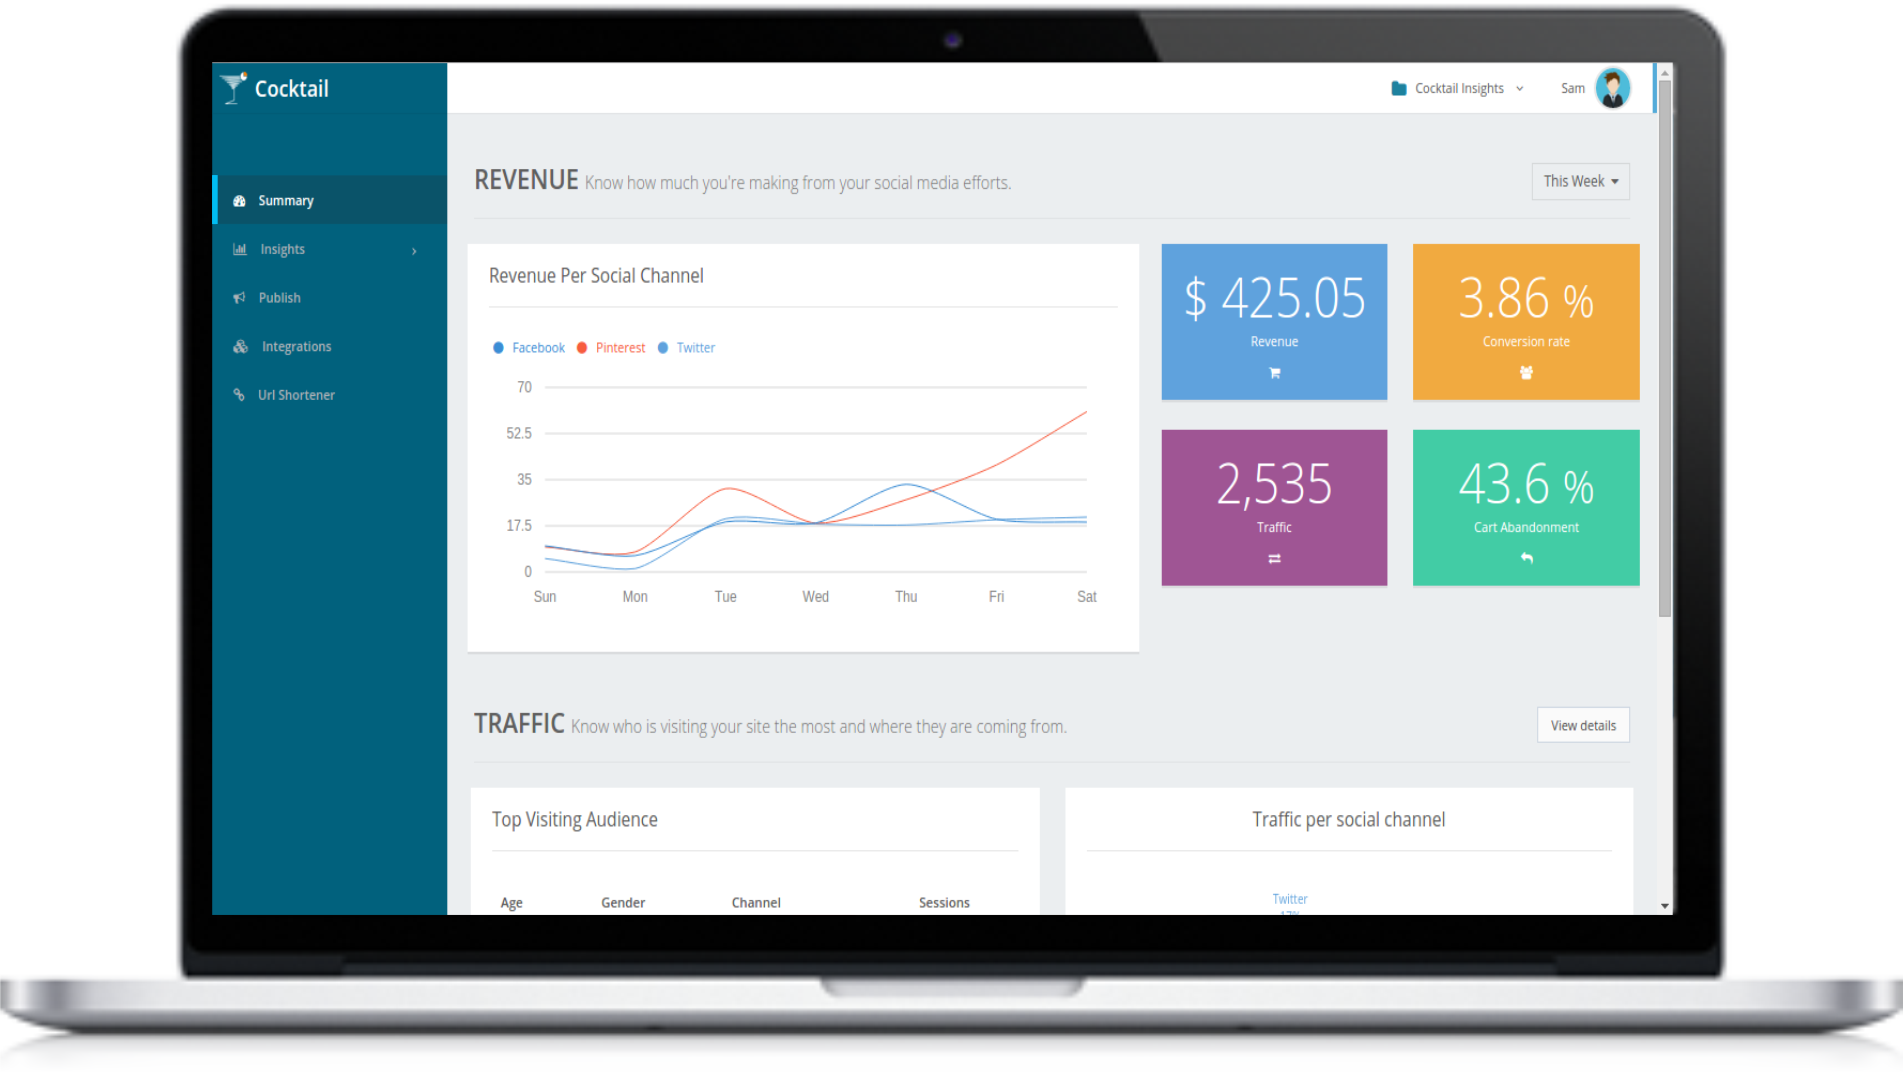 Cocktail
Cocktail Insights
Sam
Summary
Insights
Publish
Integrations
Url Shortener
REVENUE Know how much you're making from your social media efforts.
This Week
Revenue Per Social Channel
Facebook Pinterest Twitter
70
52.5
35
17.5
0
Sun Mon Tue Wed Thu Fri Sat
$ 425.05
Revenue
3.86 %
Conversion rate
2,535
Traffic
43.6 %
Cart Abandonment
TRAFFIC Know who is visiting your site the most and where they are coming from.
View details
Top Visiting Audience
Age Gender Channel Sessions
Traffic per social channel
Twitter